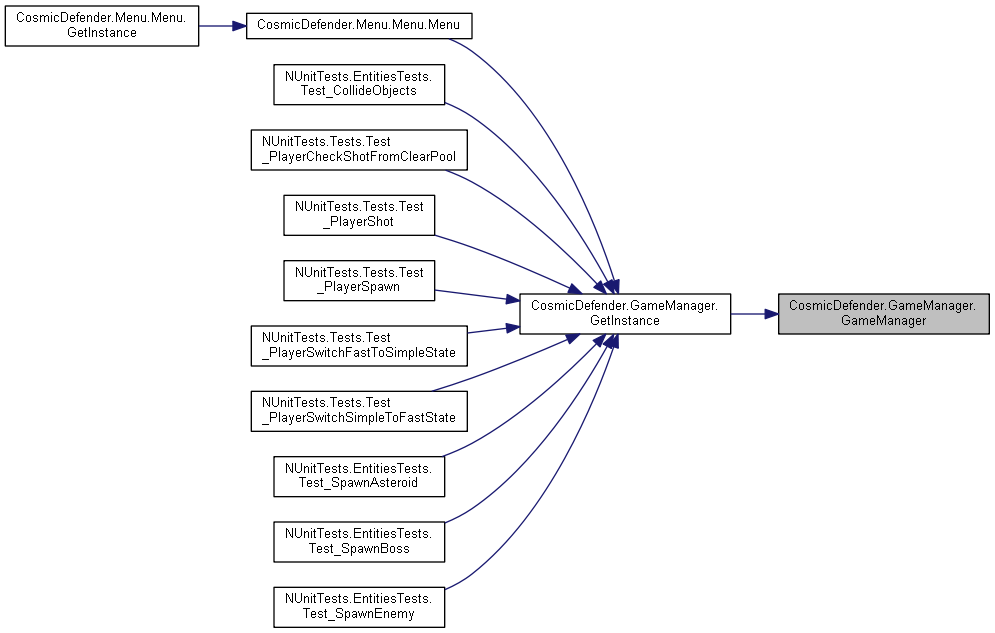 CosmicDefender.Menu.Menu.
GetInstance
CosmicDefender.Menu.Menu.Menu
NUnitTests.EntitiesTests.
Test_CollideObjects
NUnitTests.Tests.Test
_PlayerCheckShotFromClearPool
NUnitTests.Tests.Test
_PlayerShot
NUnitTests.Tests.Test
_PlayerSpawn
NUnitTests.Tests.Test
_PlayerSwitchFastToSimpleState
NUnitTests.Tests.Test
_PlayerSwitchSimpleToFastState
NUnitTests.EntitiesTests.
Test_SpawnAsteroid
NUnitTests.EntitiesTests.
Test_SpawnBoss
NUnitTests.EntitiesTests.
Test_SpawnEnemy
CosmicDefender.GameManager.
GetInstance
CosmicDefender.GameManager.
GameManager